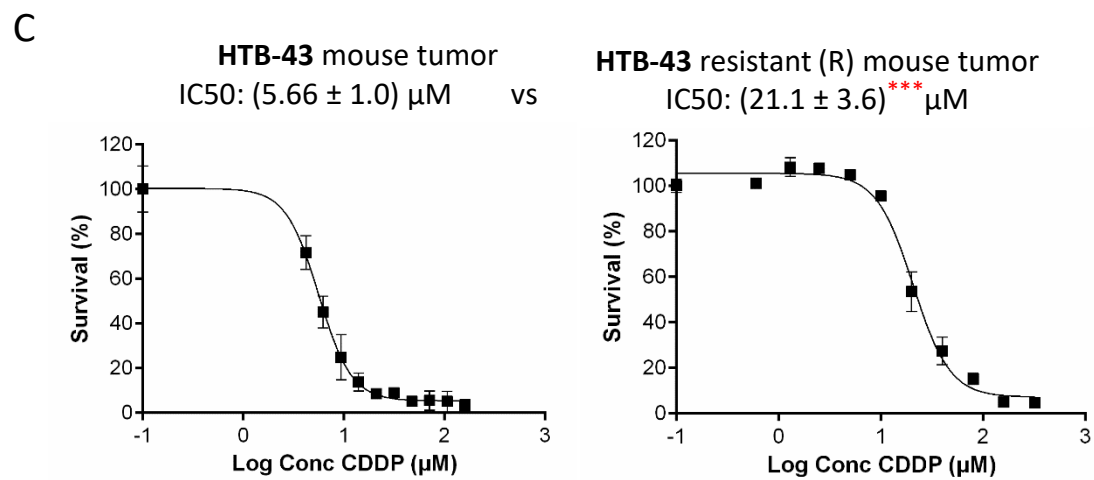 C
HTB-43 mouse tumor
IC50: (5.66 ± 1.0) µM
vs
HTB-43 resistant (R) mouse tumor
IC50: (21.1 ± 3.6)***µM
120
100
80
60
40
20
0
Survival (%)
-1 0 1 2 3
Log Conc CDDP (µM)
120
100
80
60
40
20
0
Survival (%)
-1 0 1 2 3
Log Conc CDDP (µM)